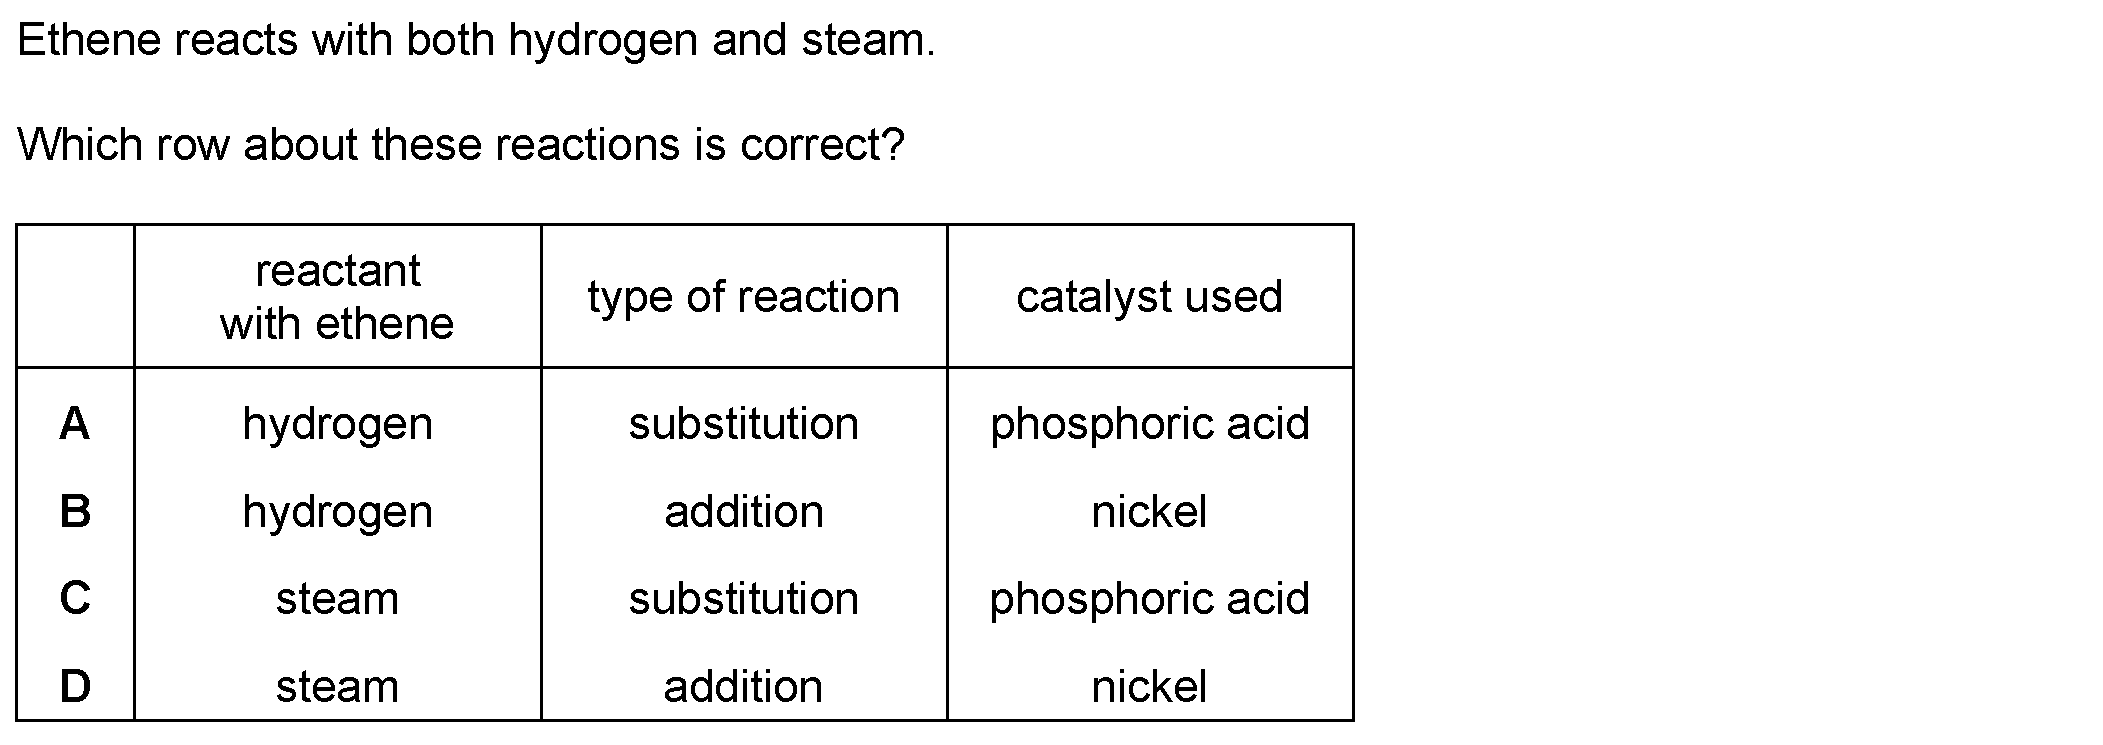 Ethene reacts with both hydrogen and steam.
Which row about these reactions is correct?
reactant
with ethene
type of reaction
catalyst used
A hydrogen substitution phosphoric acid
B hydrogen addition nickel
C steam substitution phosphoric acid
D steam addition nickel